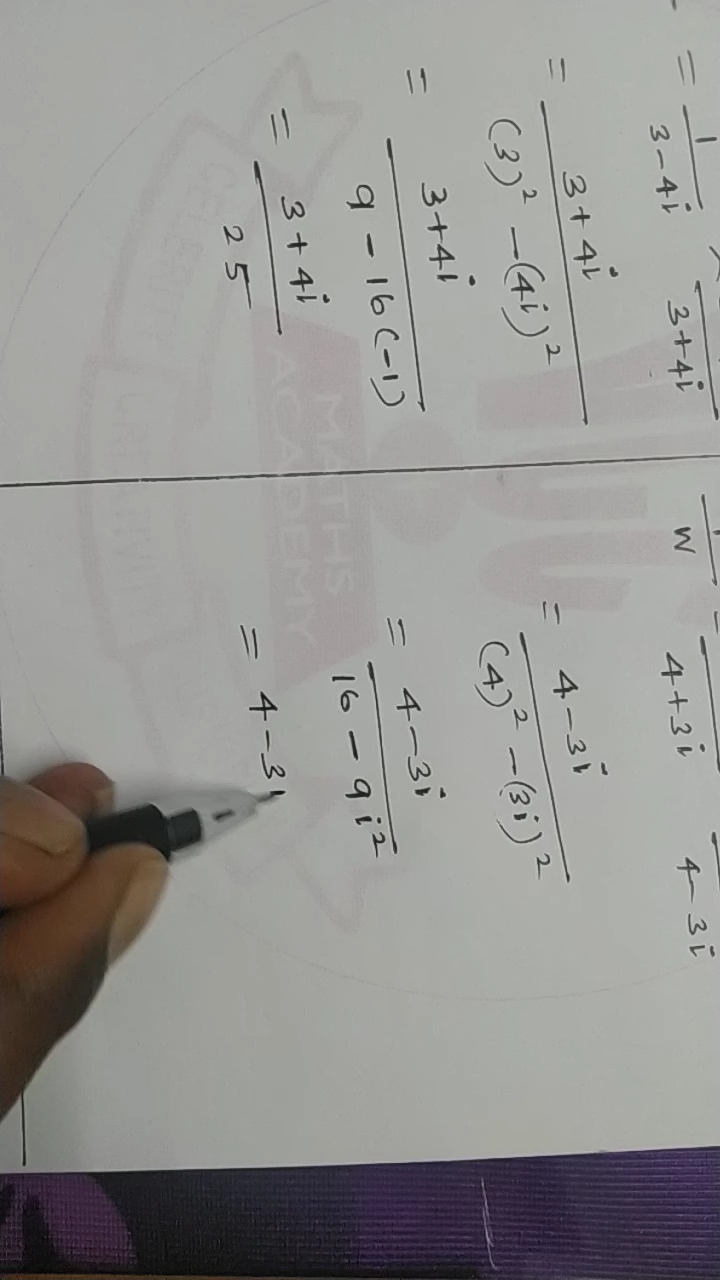 = 1/(3-4i) × (3+4i)/
= (3+4i)/((3)² - (4i)²)
= (3+4i)/(9 - 16(-1))
= (3+4i)/25
1/w = /(4+3i) (4-3i)
= (4-3i)/((4)² - (3i)²)
= (4-3i)/(16 - 9i²)
= 4-3i
MATHS
ACADEMY